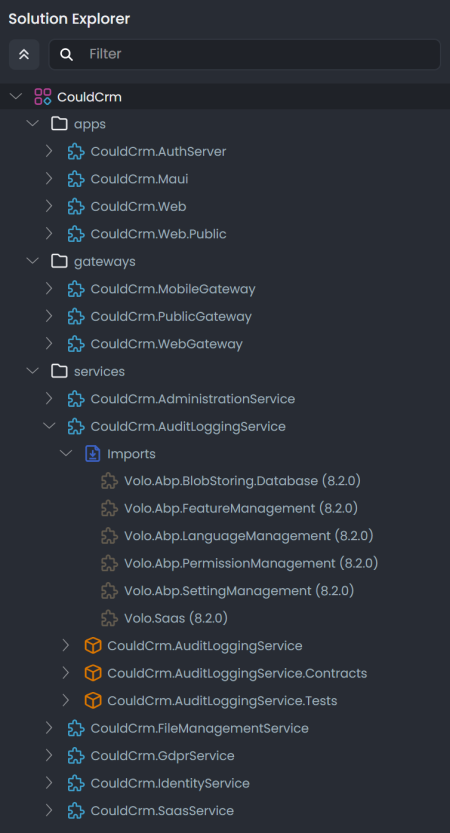 Solution Explorer
Filter
CouldCrm
apps
CouldCrm.AuthServer
CouldCrm.Maui
CouldCrm.Web
CouldCrm.Web.Public
gateways
CouldCrm.MobileGateway
CouldCrm.PublicGateway
CouldCrm.WebGateway
services
CouldCrm.AdministrationService
CouldCrm.AuditLoggingService
Imports
Volo.Abp.BlobStoring.Database (8.2.0)
Volo.Abp.FeatureManagement (8.2.0)
Volo.Abp.LanguageManagement (8.2.0)
Volo.Abp.PermissionManagement (8.2.0)
Volo.Abp.SettingManagement (8.2.0)
Volo.Saas (8.2.0)
CouldCrm.AuditLoggingService
CouldCrm.AuditLoggingService.Contracts
CouldCrm.AuditLoggingService.Tests
CouldCrm.FileManagementService
CouldCrm.GdprService
CouldCrm.IdentityService
CouldCrm.SaasService